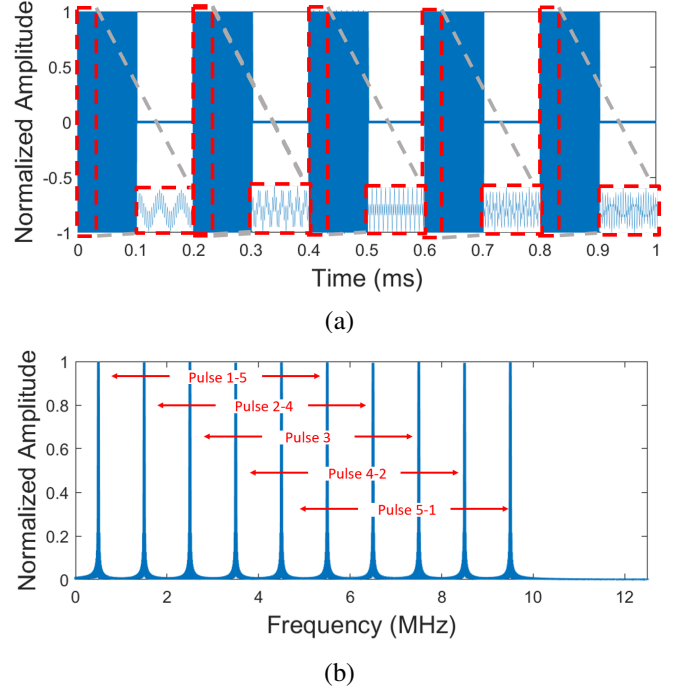 1
0.5
0
-0.5
-1
Normalized Amplitude
0 0.1 0.2 0.3 0.4 0.5 0.6 0.7 0.8 0.9 1
Time (ms)
(a)
1
0.8
0.6
0.4
0.2
0
Normalized Amplitude
Pulse 1-5
Pulse 2-4
Pulse 3
Pulse 4-2
Pulse 5-1
0 2 4 6 8 10 12
Frequency (MHz)
(b)